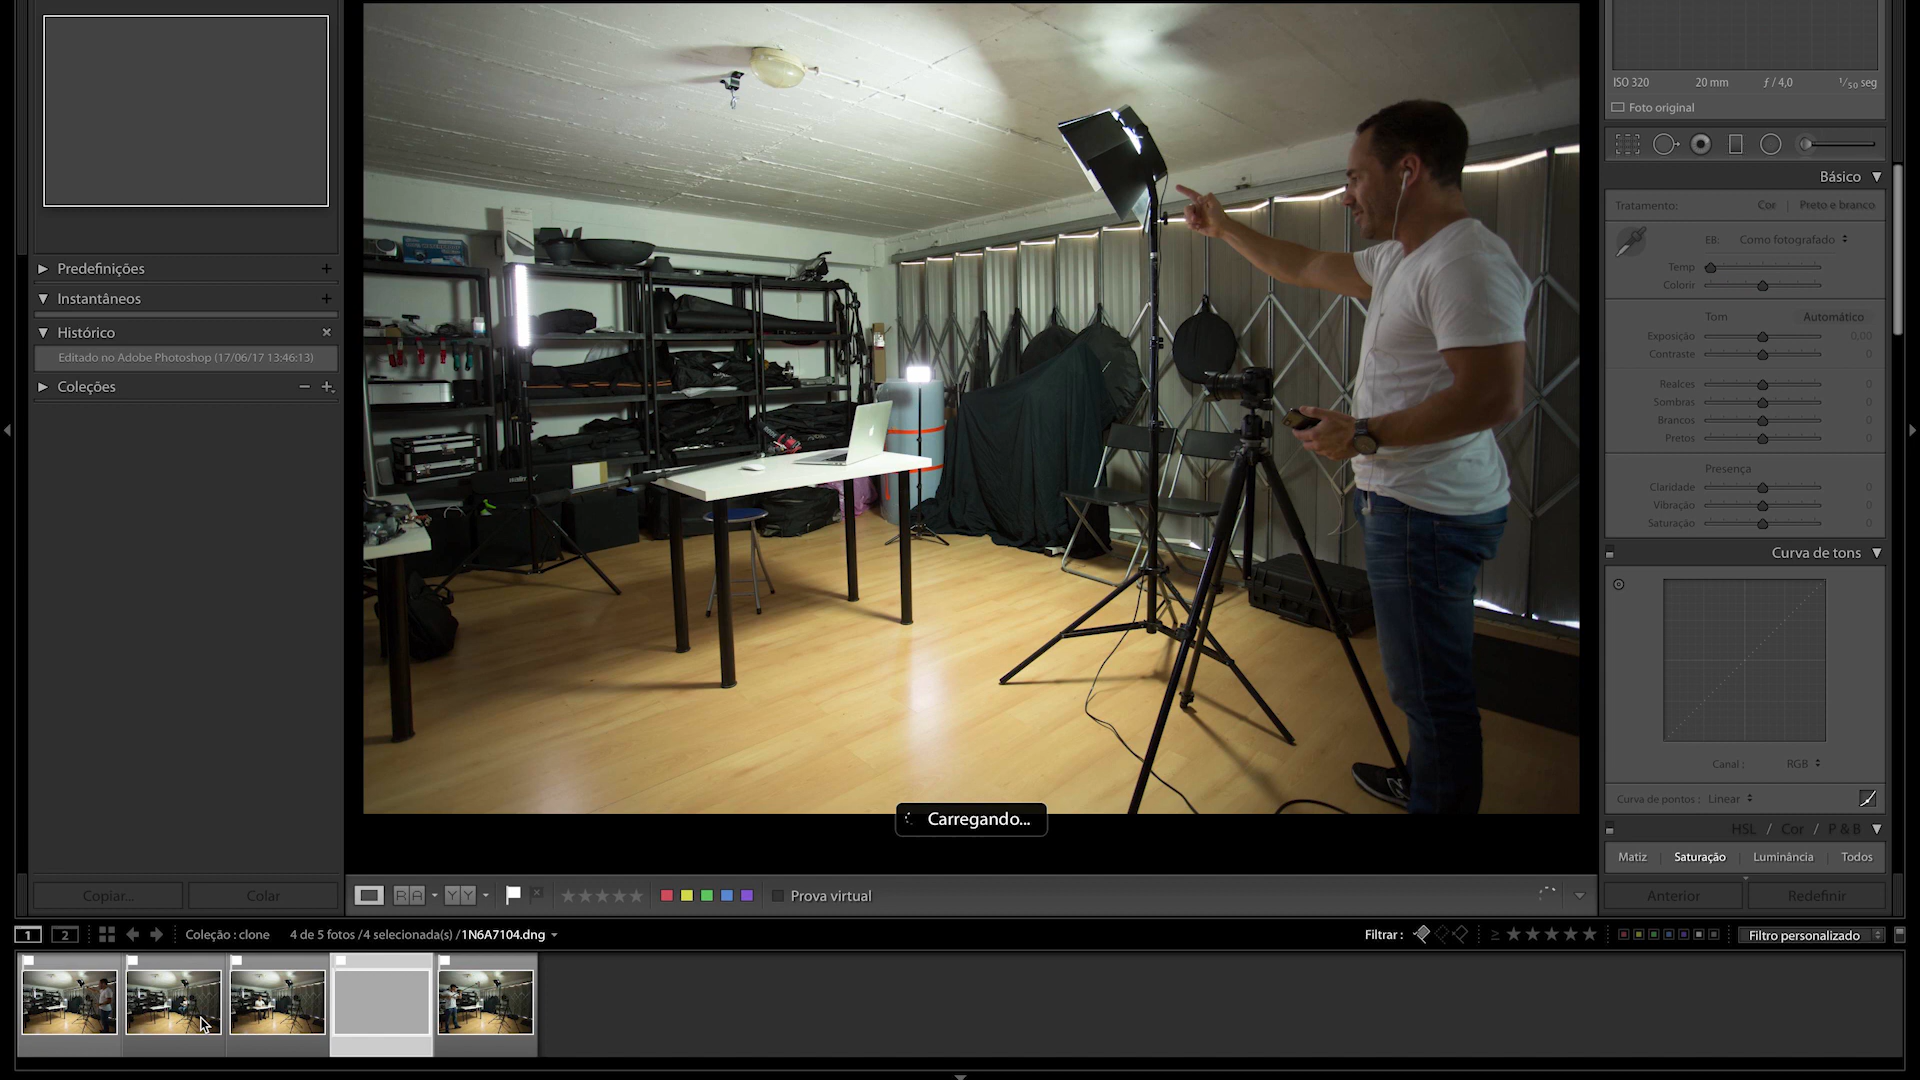 ISO 320 20 mm ƒ / 4,0 1/50 seg
Foto original
Básico
Tratamento: Cor | Preto e branco
EB: Como fotografado
Temp
Colorir
Tom Automático
Exposição 0,00
Contraste 0
Realces 0
Sombras 0
Brancos 0
Pretos 0
Presença
Claridade 0
Vibração 0
Saturação 0
Curva de tons
Canal : RGB
Curva de pontos : Linear
HSL / Cor / P & B
Matiz Saturação Luminância Todos
Anterior Redefinir
Predefinições
Instantâneos
Histórico
Editado no Adobe Photoshop (17/06/17 13:46:13)
Coleções
Copiar... Colar
Carregando...
R A Y Y Prova virtual
1 2 Coleção : clone 4 de 5 fotos /4 selecionada(s) /1N6A7104.dng
Filtrar : ≥ Filtro personalizado